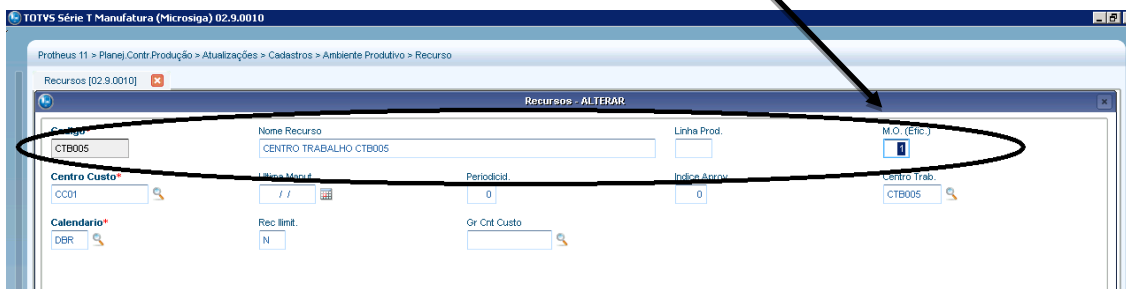 TOTVS Série T Manufatura (Microsiga) 02.9.0010
Protheus 11 > Planej.Contr.Produção > Atualizações > Cadastros > Ambiente Produtivo > Recurso
Recursos [02.9.0010]
Recursos - ALTERAR
Codigo Nome Recurso Linha Prod. M.O. (Efic.)
CTB005 CENTRO TRABALHO CTB005 1
Centro Custo* Ultima Manut. Periodicid. Indice Aprov. Centro Trab.
CC01 / / 0 0 CTB005
Calendario* Rec Ilimit. Gr Cnt Custo
DBR N